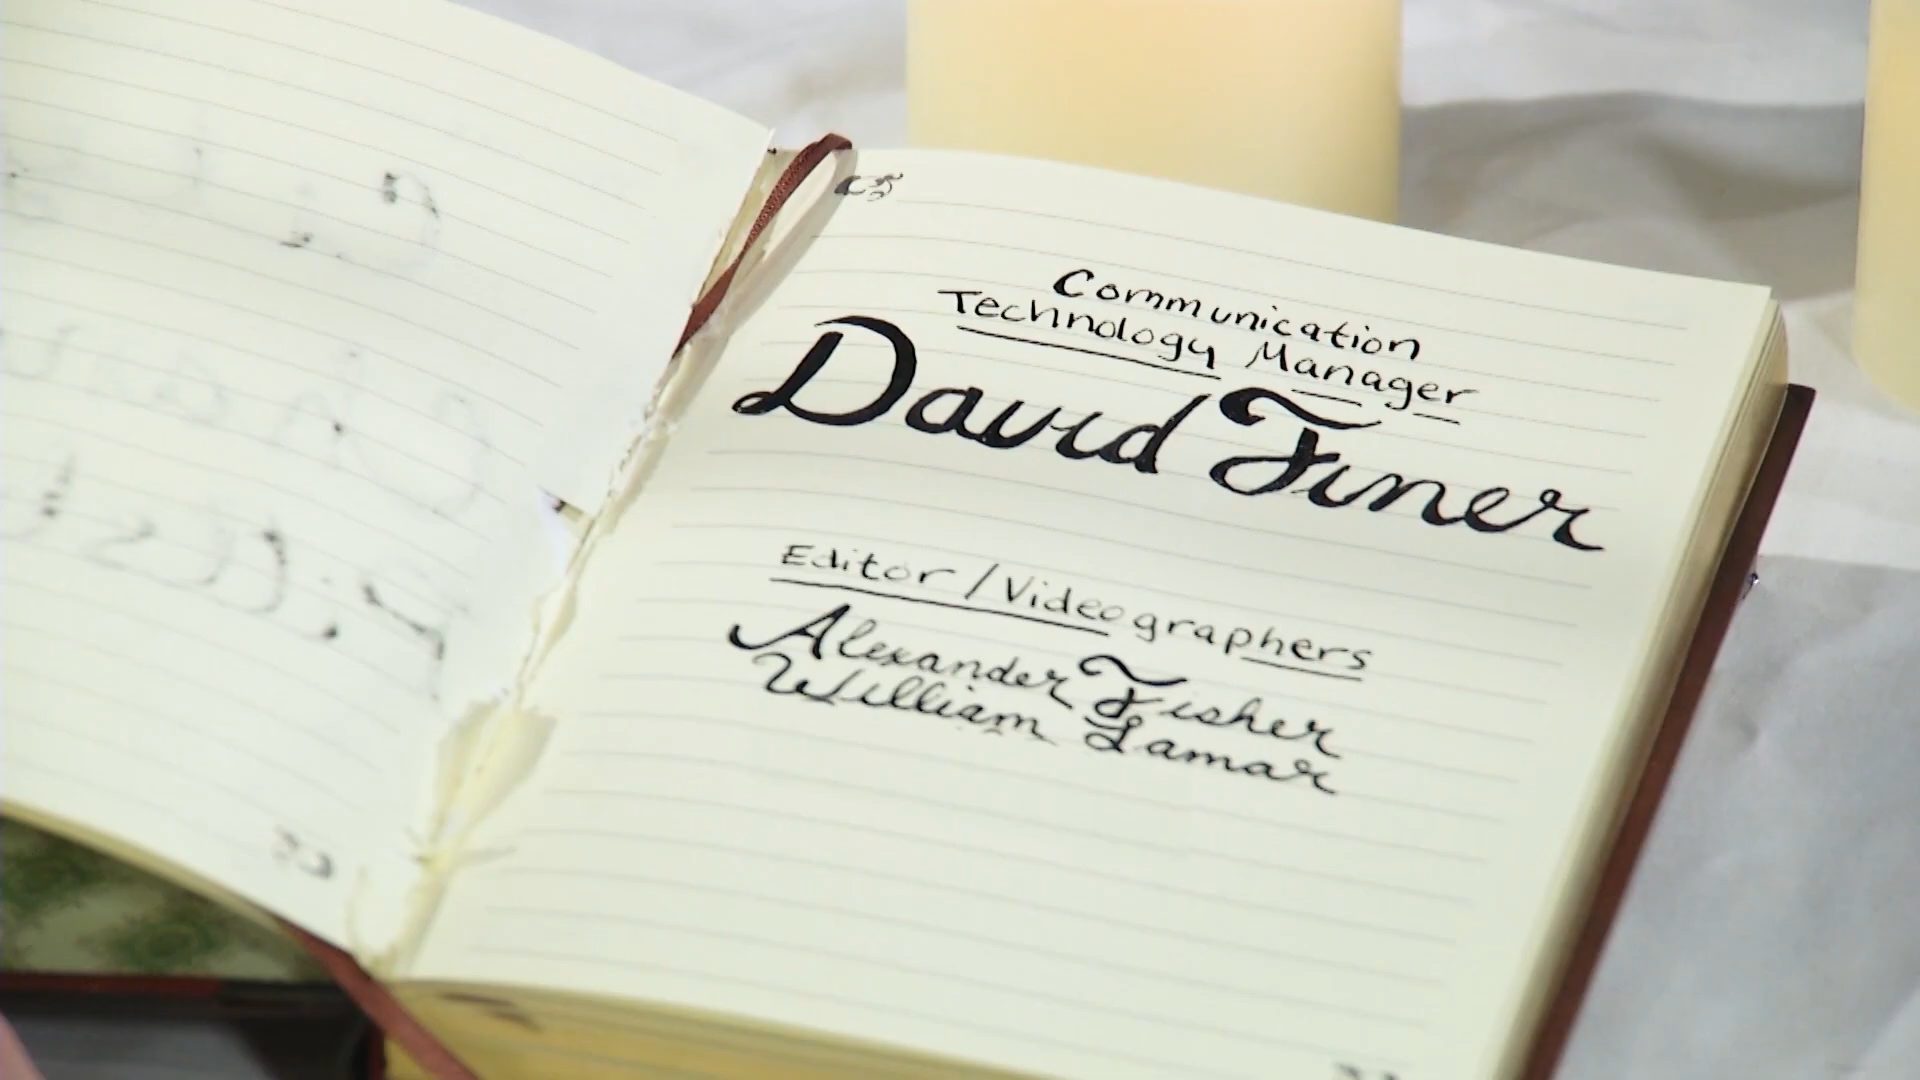 Communication
Technology Manager
David Finer
Editor/Videographers
Alexander Fisher
William Lamar